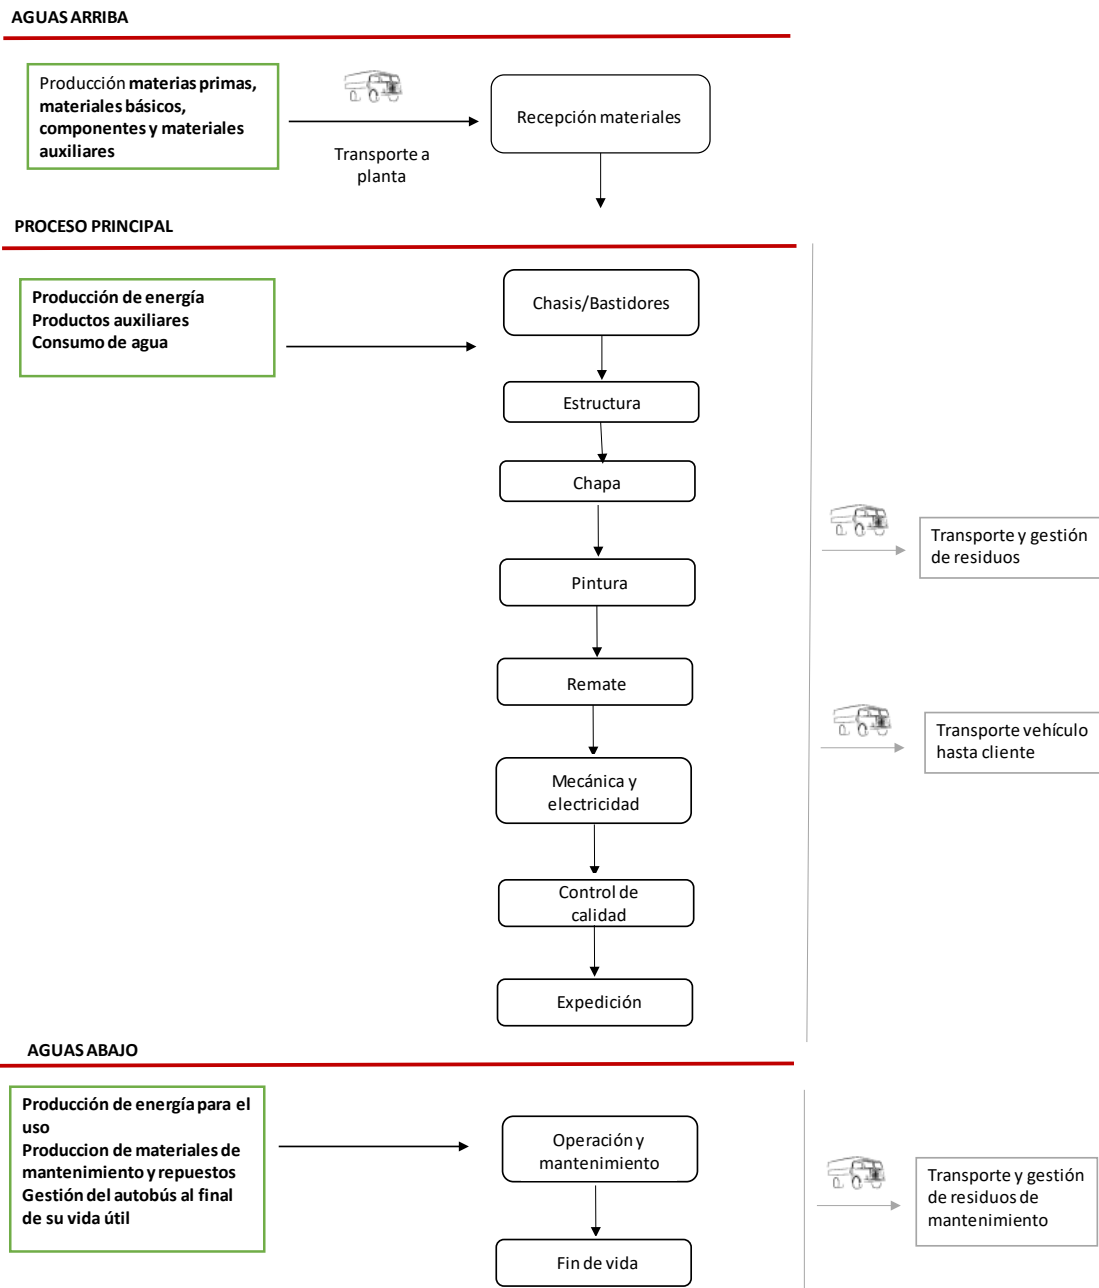 AGUAS ARRIBA
Producción materias primas,
materiales básicos,
componentes y materiales
auxiliares
Transporte a
planta
Recepción materiales
PROCESO PRINCIPAL
Producción de energía
Productos auxiliares
Consumo de agua
Chasis/Bastidores
Estructura
Chapa
Pintura
Remate
Mecánica y
electricidad
Control de
calidad
Expedición
Transporte y gestión
de residuos
Transporte vehículo
hasta cliente
AGUAS ABAJO
Producción de energía para el
uso
Produccion de materiales de
mantenimiento y repuestos
Gestión del autobús al final
de su vida útil
Operación y
mantenimiento
Fin de vida
Transporte y gestión
de residuos de
mantenimiento